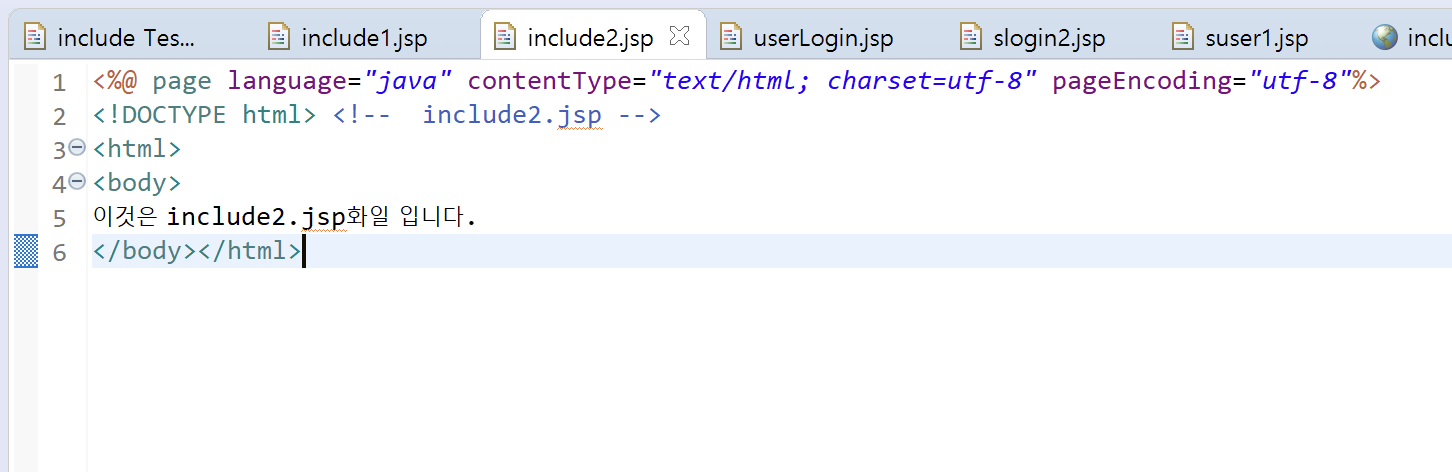 include Tes... include1.jsp include2.jsp userLogin.jsp slogin2.jsp suser1.jsp
1 <%@ page language="java" contentType="text/html; charset=utf-8" pageEncoding="utf-8"%>
2 <!DOCTYPE html> <!--  include2.jsp -->
3 <html>
4 <body>
5 이것은 include2.jsp화일 입니다.
6 </body></html>